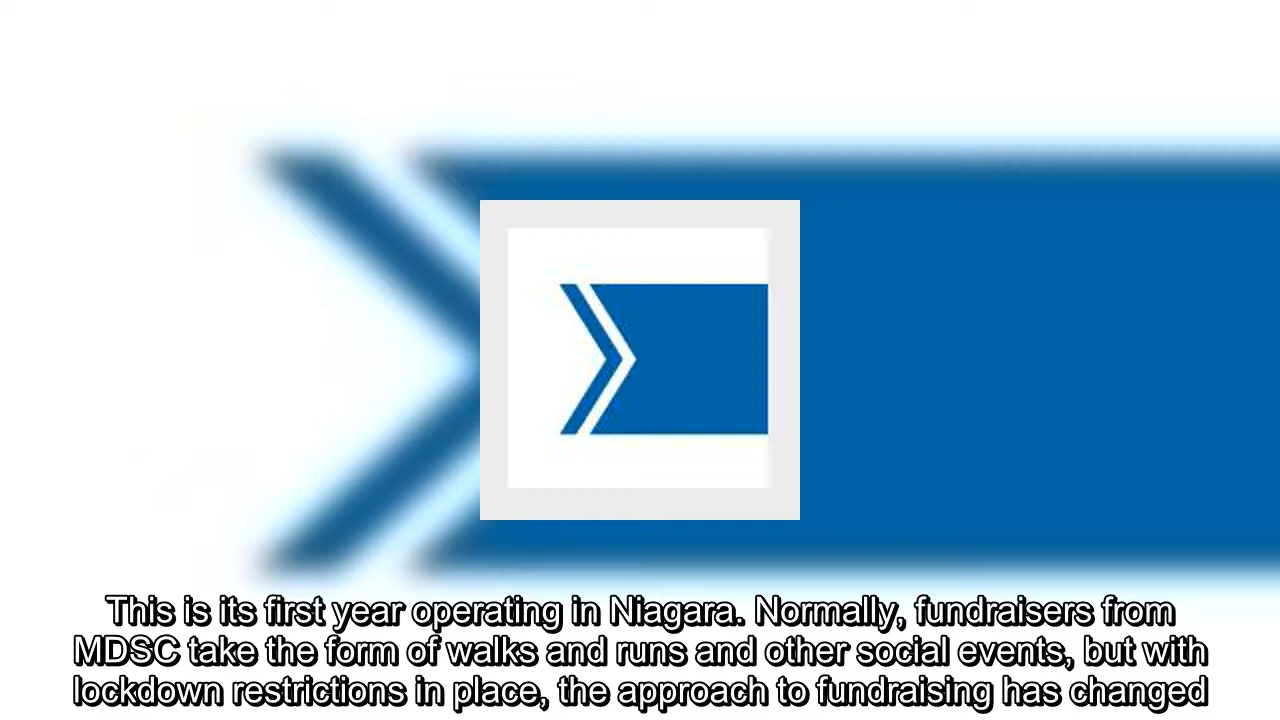 This is its first year operating in Niagara. Normally, fundraisers from
MDSC take the form of walks and runs and other social events, but with
lockdown restrictions in place, the approach to fundraising has changed